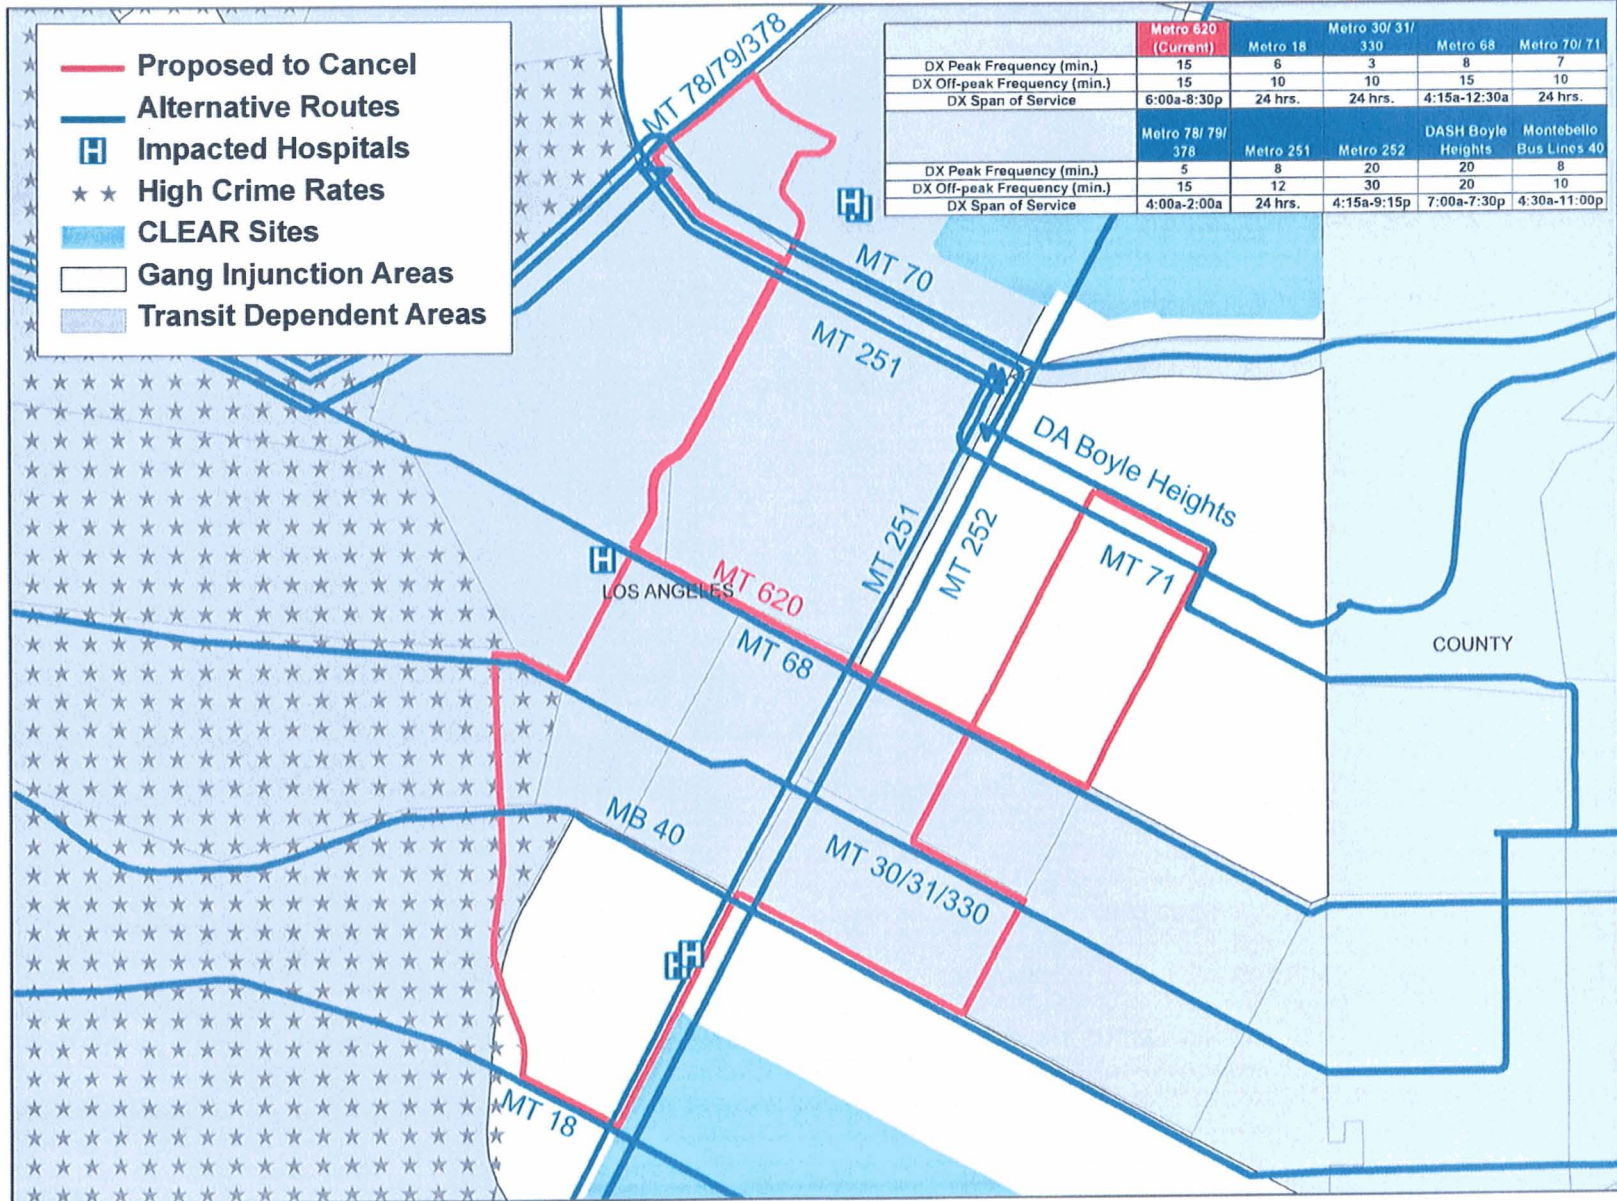 Proposed to Cancel
Alternative Routes
H Impacted Hospitals
High Crime Rates
CLEAR Sites
Gang Injunction Areas
Transit Dependent Areas
Metro 620 (Current) Metro 18 Metro 30/ 31/ 330 Metro 68 Metro 70/ 71
DX Peak Frequency (min.) 15 6 3 8 7
DX Off-peak Frequency (min.) 15 10 10 15 10
DX Span of Service 6:00a-8:30p 24 hrs. 24 hrs. 4:15a-12:30a 24 hrs.
Metro 78/ 79/ 378 Metro 251 Metro 252 DASH Boyle Heights Montebello Bus Lines 40
DX Peak Frequency (min.) 5 8 20 20 8
DX Off-peak Frequency (min.) 15 12 30 20 10
DX Span of Service 4:00a-2:00a 24 hrs. 4:15a-9:15p 7:00a-7:30p 4:30a-11:00p
MT 78/79/378
H
H
MT 70
MT 251
DA Boyle Heights
MT 251
MT 252
MT 71
H
LOS ANGELES
MT 620
MT 68
COUNTY
MB 40
MT 30/31/330
H
H
MT 18